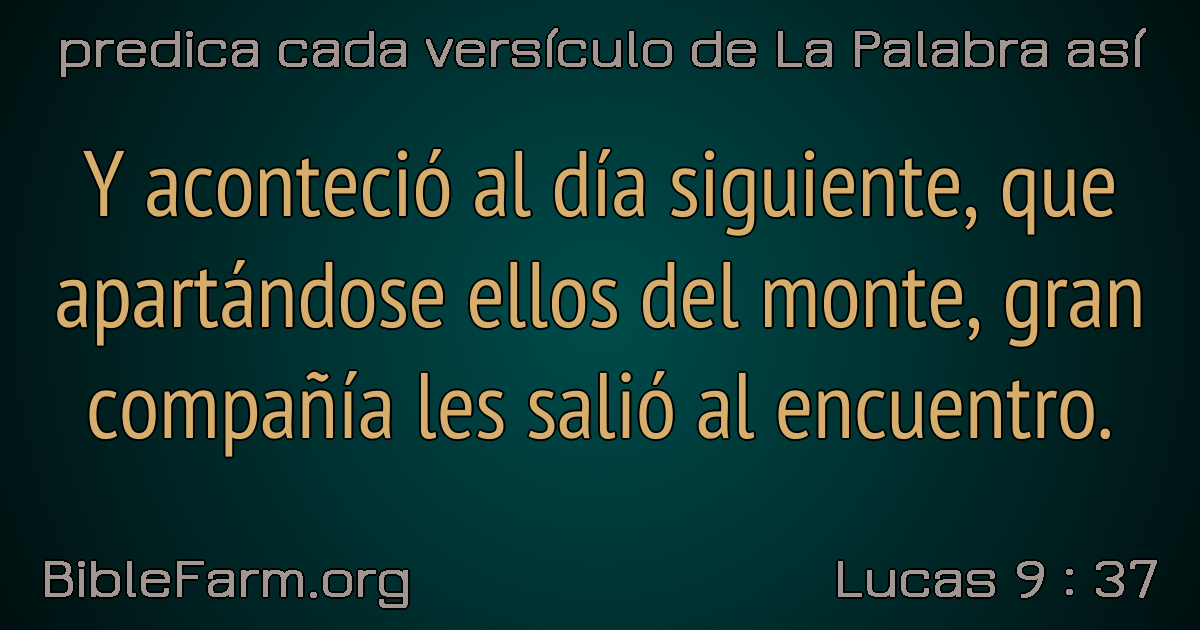 predica cada versículo de La Palabra así
Y aconteció al día siguiente, que
apartándose ellos del monte, gran
compañía les salió al encuentro.
BibleFarm.org
Lucas 9 : 37